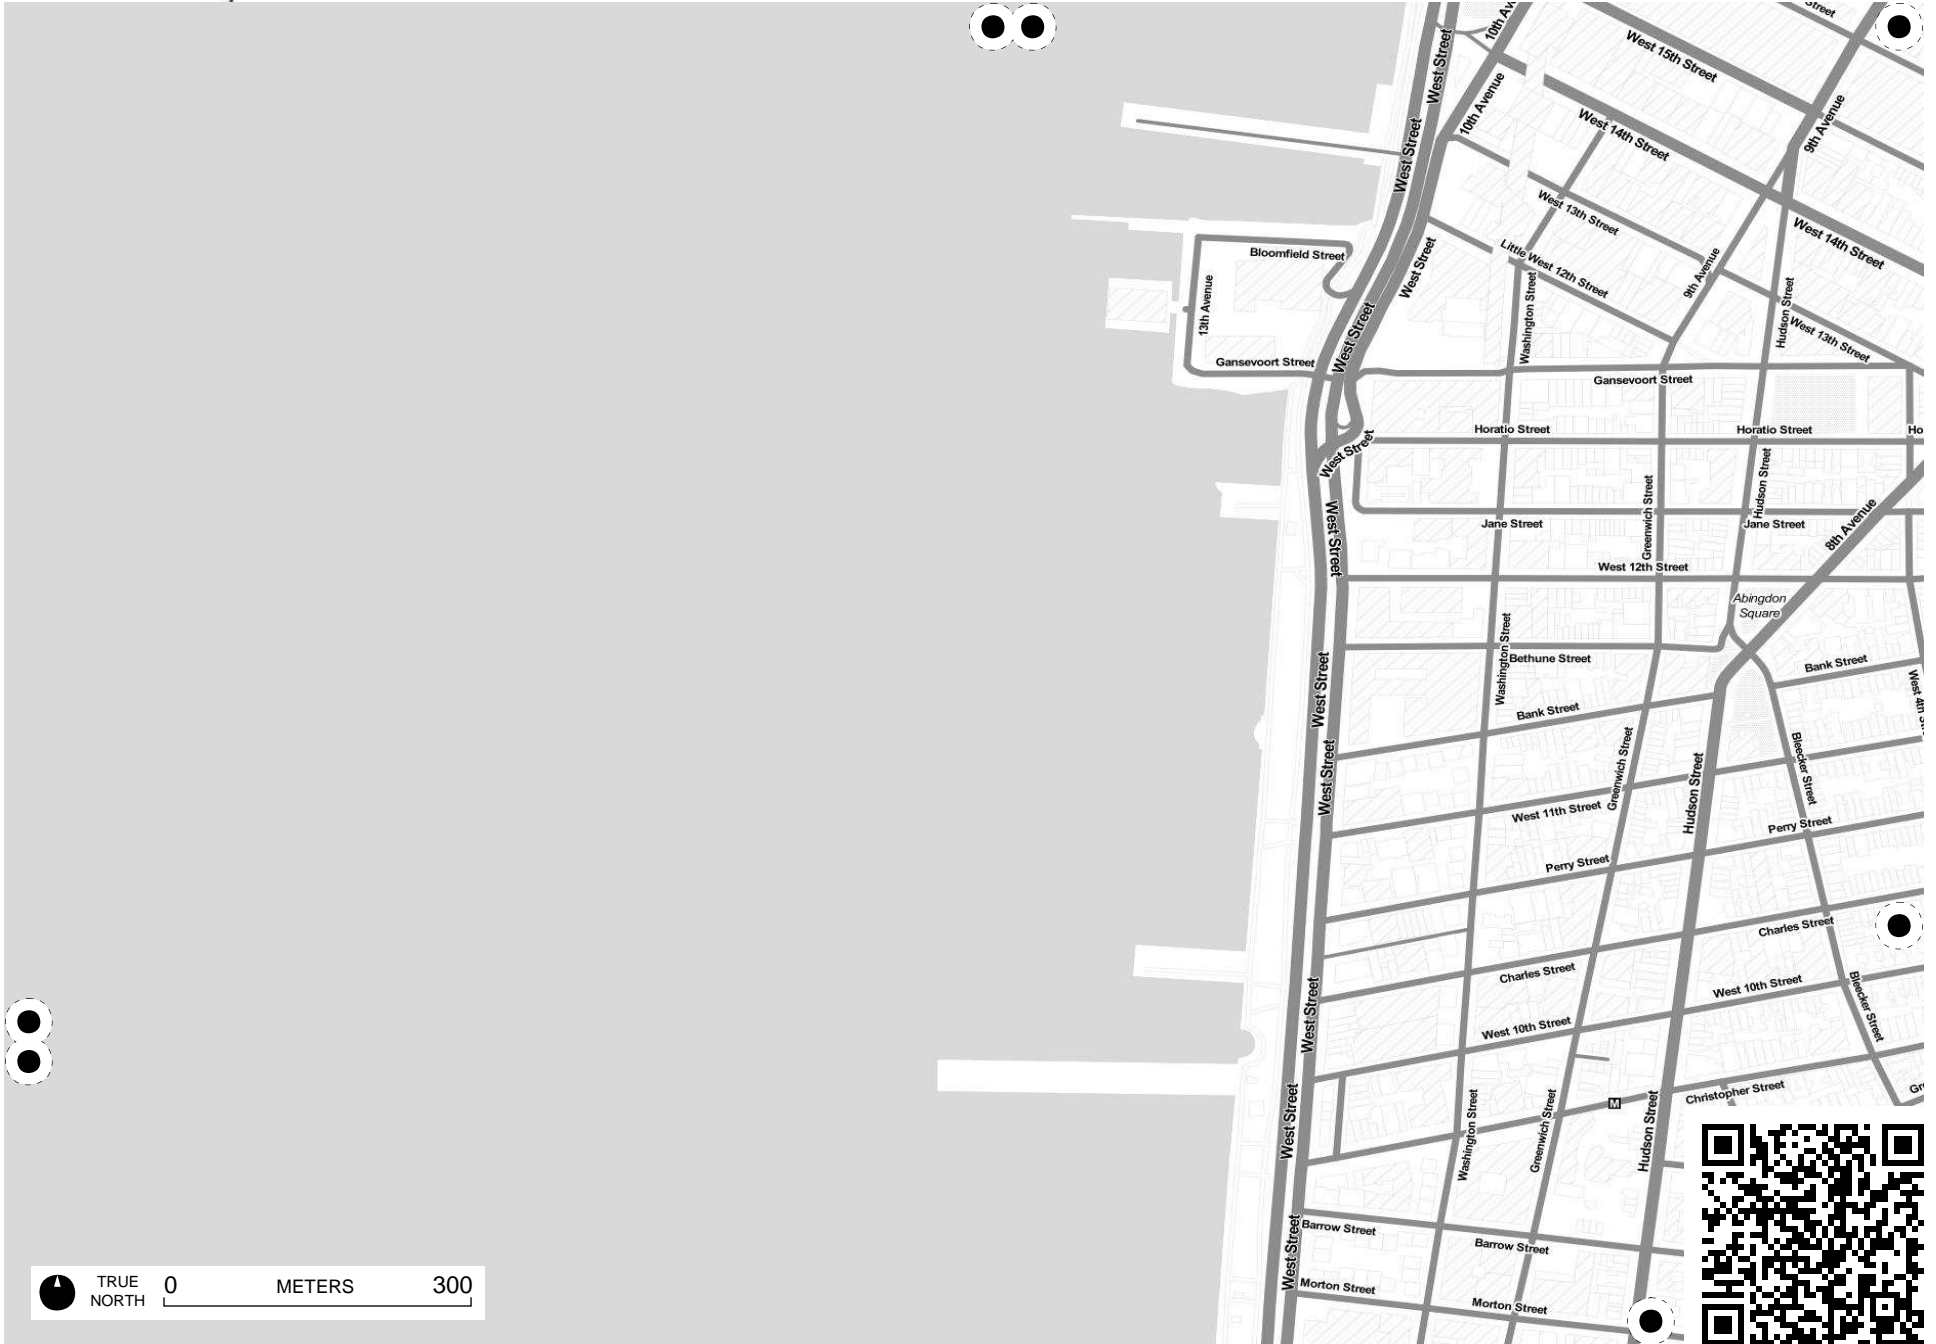 10th Av
Street
West Street
West 15th Street
10th Avenue
9th Avenue
West 14th Street
West Street
West 13th Street
West 14th Street
Little West 12th Street
West Street
Bloomfield Street
9th Avenue
13th Avenue
Washington Street
Hudson Street
West 13th Street
West Street
Gansevoort Street
Gansevoort Street
Horatio Street
Horatio Street
Ho
West Street
Hudson Street
Greenwich Street
West Street
Jane Street
Jane Street
8th Avenue
West 12th Street
Abingdon
Square
Washington Street
Bethune Street
Bank Street
West Street
West 4th St
Bank Street
Greenwich Street
Bleecker Street
West Street
Hudson Street
West 11th Street
Perry Street
Perry Street
Charles Street
Charles Street
West 10th Street
Bleecker Street
West Street
West 10th Street
Christopher Street
Gr
M
West Street
Washington Street
Greenwich Street
Hudson Street
Barrow Street
Barrow Street
West Street
Morton Street
Morton Street
TRUE
NORTH
0 METERS 300